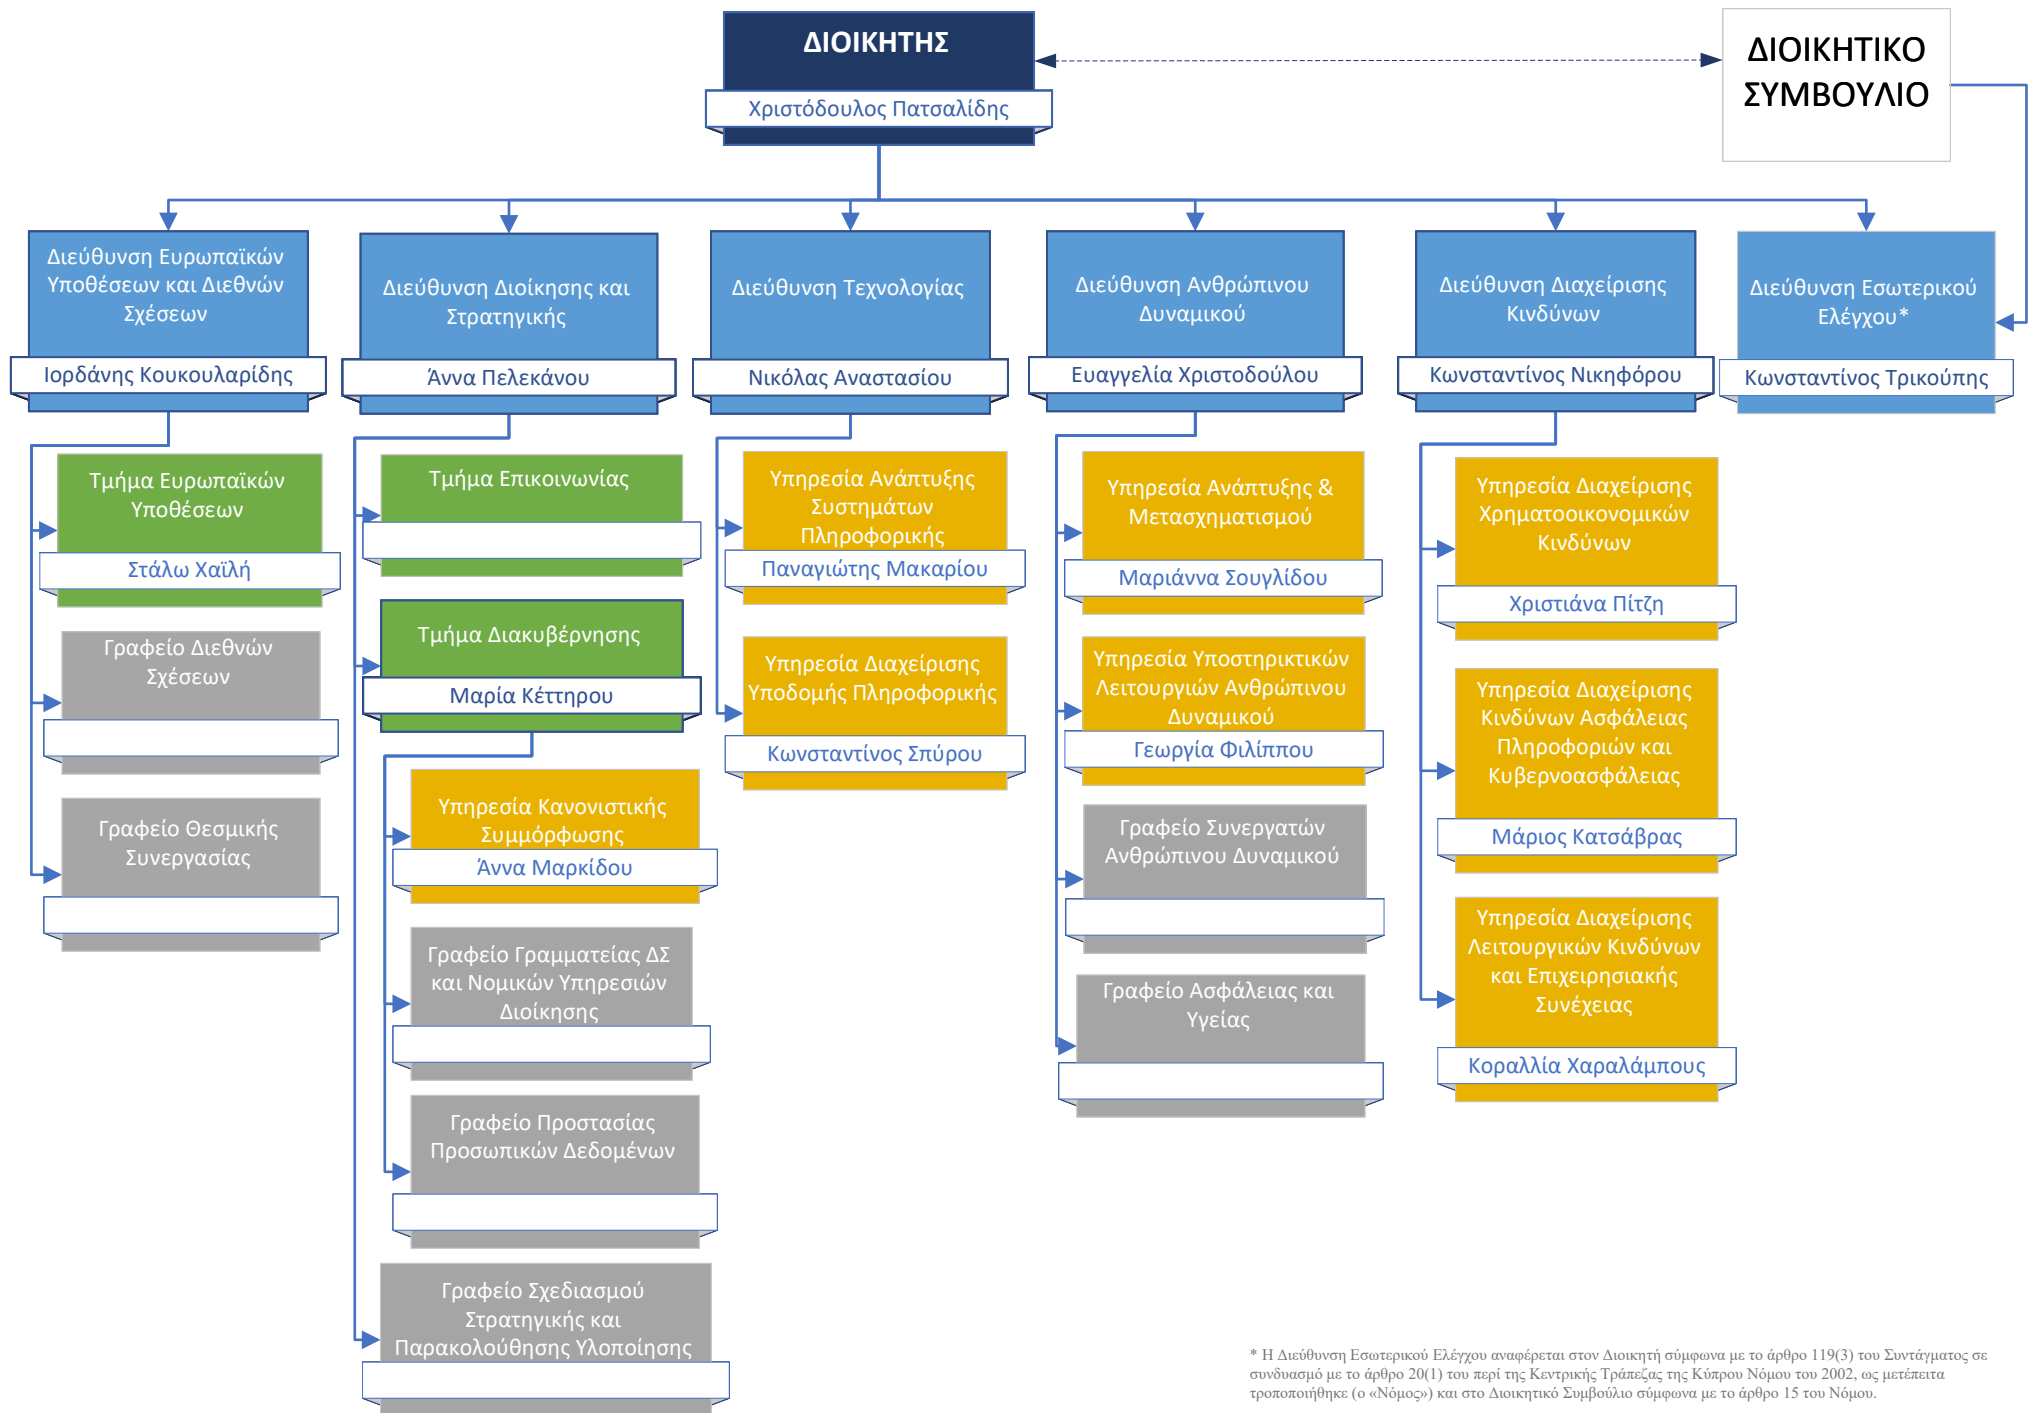 ΔΙΟΙΚΗΤΗΣ
Χριστόδουλος Πατσαλίδης
ΔΙΟΙΚΗΤΙΚΟ
ΣΥΜΒΟΥΛΙΟ
Διεύθυνση Ευρωπαϊκών
Υποθέσεων και Διεθνών
Σχέσεων
Ιορδάνης Κουκουλαρίδης
Διεύθυνση Διοίκησης και
Στρατηγικής
Άννα Πελεκάνου
Διεύθυνση Τεχνολογίας
Νικόλας Αναστασίου
Διεύθυνση Ανθρώπινου
Δυναμικού
Ευαγγελία Χριστοδούλου
Διεύθυνση Διαχείρισης
Κινδύνων
Κωνσταντίνος Νικηφόρου
Διεύθυνση Εσωτερικού
Ελέγχου*
Κωνσταντίνος Τρικούπης
Τμήμα Ευρωπαϊκών
Υποθέσεων
Στάλω Χαϊλή
Γραφείο Διεθνών
Σχέσεων
Γραφείο Θεσμικής
Συνεργασίας
Τμήμα Επικοινωνίας
Τμήμα Διακυβέρνησης
Μαρία Κέττηρου
Υπηρεσία Κανονιστικής
Συμμόρφωσης
Άννα Μαρκίδου
Γραφείο Γραμματείας ΔΣ
και Νομικών Υπηρεσιών
Διοίκησης
Γραφείο Προστασίας
Προσωπικών Δεδομένων
Γραφείο Σχεδιασμού
Στρατηγικής και
Παρακολούθησης Υλοποίησης
Υπηρεσία Ανάπτυξης
Συστημάτων
Πληροφορικής
Παναγιώτης Μακαρίου
Υπηρεσία Διαχείρισης
Υποδομής Πληροφορικής
Κωνσταντίνος Σπύρου
Υπηρεσία Ανάπτυξης &
Μετασχηματισμού
Μαριάννα Σουγλίδου
Υπηρεσία Υποστηρικτικών
Λειτουργιών Ανθρώπινου
Δυναμικού
Γεωργία Φιλίππου
Γραφείο Συνεργατών
Ανθρώπινου Δυναμικού
Γραφείο Ασφάλειας και
Υγείας
Υπηρεσία Διαχείρισης
Χρηματοοικονομικών
Κινδύνων
Χριστιάνα Πίτζη
Υπηρεσία Διαχείρισης
Κινδύνων Ασφάλειας
Πληροφοριών και
Κυβερνοασφάλειας
Μάριος Κατσάβρας
Υπηρεσία Διαχείρισης
Λειτουργικών Κινδύνων
και Επιχειρησιακής
Συνέχειας
Κοραλλία Χαραλάμπους
* Η Διεύθυνση Εσωτερικού Ελέγχου αναφέρεται στον Διοικητή σύμφωνα με το άρθρο 119(3) του Συντάγματος σε
συνδυασμό με το άρθρο 20(1) του περί της Κεντρικής Τράπεζας της Κύπρου Νόμου του 2002, ως μετέπειτα
τροποποιήθηκε (ο «Νόμος») και στο Διοικητικό Συμβούλιο σύμφωνα με το άρθρο 15 του Νόμου.